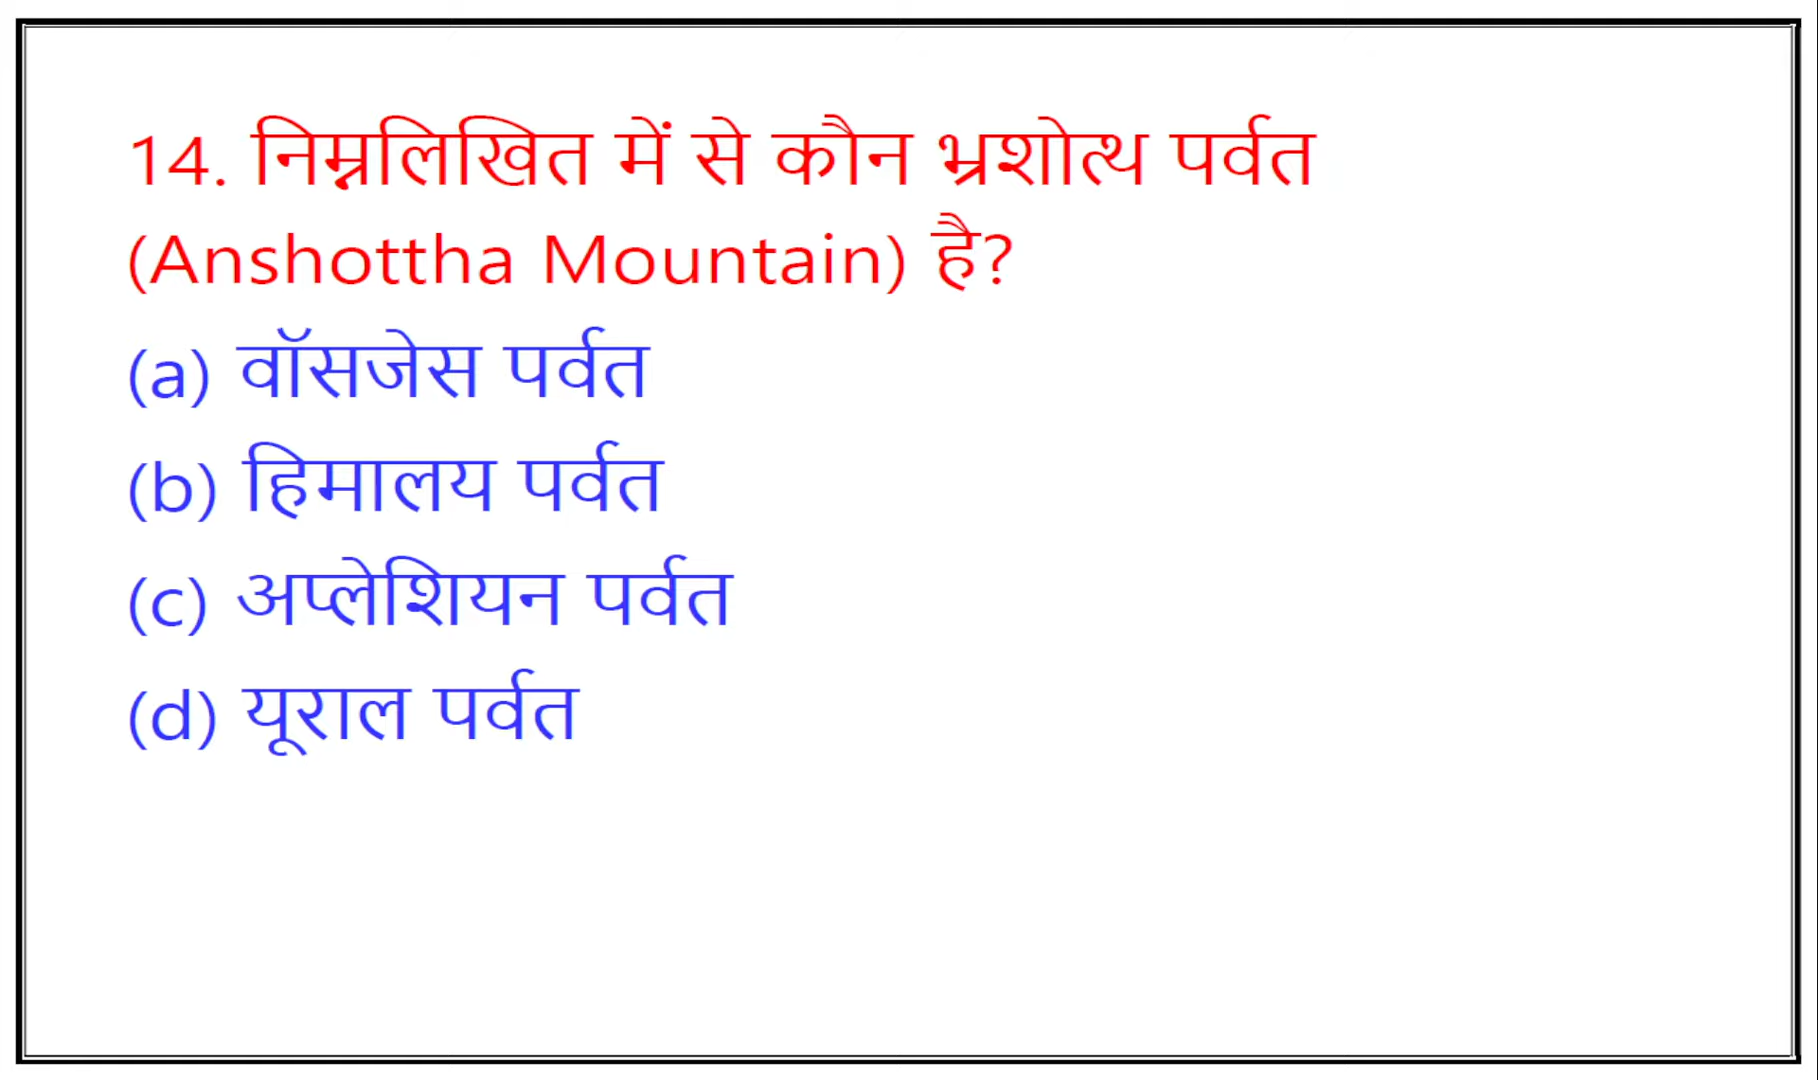 14. निम्नलिखित में से कौन भ्रशोत्थ पर्वत
(Anshottha Mountain) है?
(a) वॉसजेस पर्वत
(b) हिमालय पर्वत
(c) अप्लेशियन पर्वत
(d) यूराल पर्वत